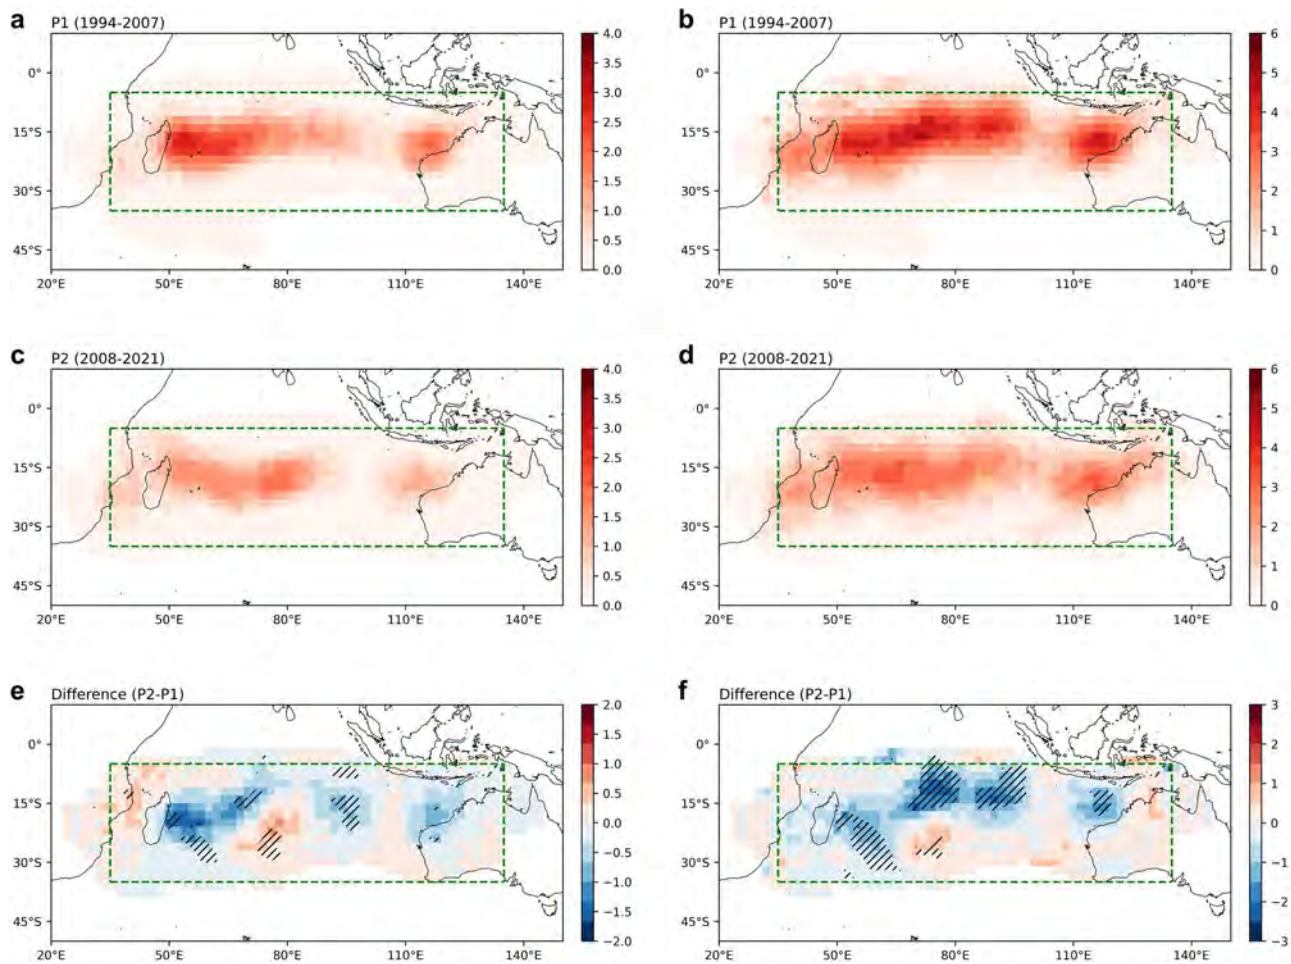 a P1 (1994-2007)
0°
15°S
30°S
45°S
20°E 50°E 80°E 110°E 140°E
4.0
3.5
3.0
2.5
2.0
1.5
1.0
0.5
0.0
b P1 (1994-2007)
0°
15°S
30°S
45°S
20°E 50°E 80°E 110°E 140°E
6
5
4
3
2
1
0
c P2 (2008-2021)
0°
15°S
30°S
45°S
20°E 50°E 80°E 110°E 140°E
4.0
3.5
3.0
2.5
2.0
1.5
1.0
0.5
0.0
d P2 (2008-2021)
0°
15°S
30°S
45°S
20°E 50°E 80°E 110°E 140°E
6
5
4
3
2
1
0
e Difference (P2-P1)
0°
15°S
30°S
45°S
20°E 50°E 80°E 110°E 140°E
2.0
1.5
1.0
0.5
0.0
−0.5
−1.0
−1.5
−2.0
f Difference (P2-P1)
0°
15°S
30°S
45°S
20°E 50°E 80°E 110°E 140°E
3
2
1
0
−1
−2
−3